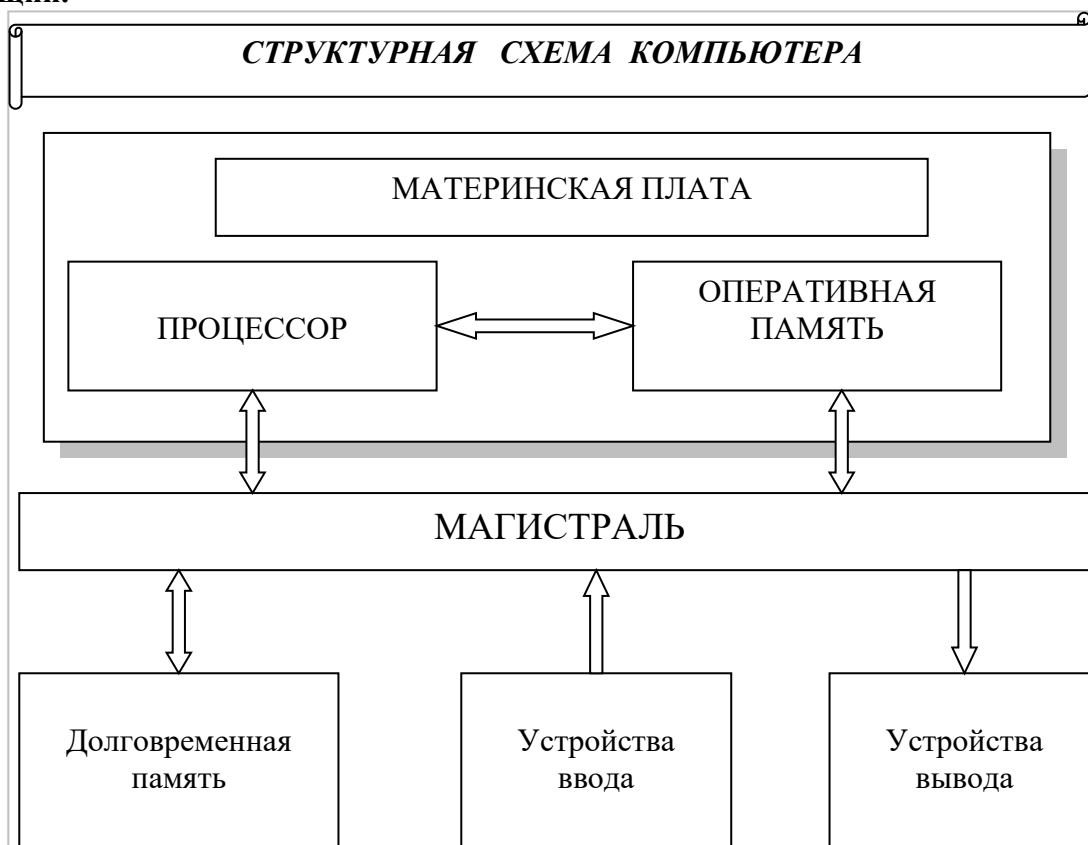 СТРУКТУРНАЯ СХЕМА КОМПЬЮТЕРА
МАТЕРИНСКАЯ ПЛАТА
ПРОЦЕССОР
ОПЕРАТИВНАЯ
ПАМЯТЬ
МАГИСТРАЛЬ
Долговременная
память
Устройства
ввода
Устройства
вывода